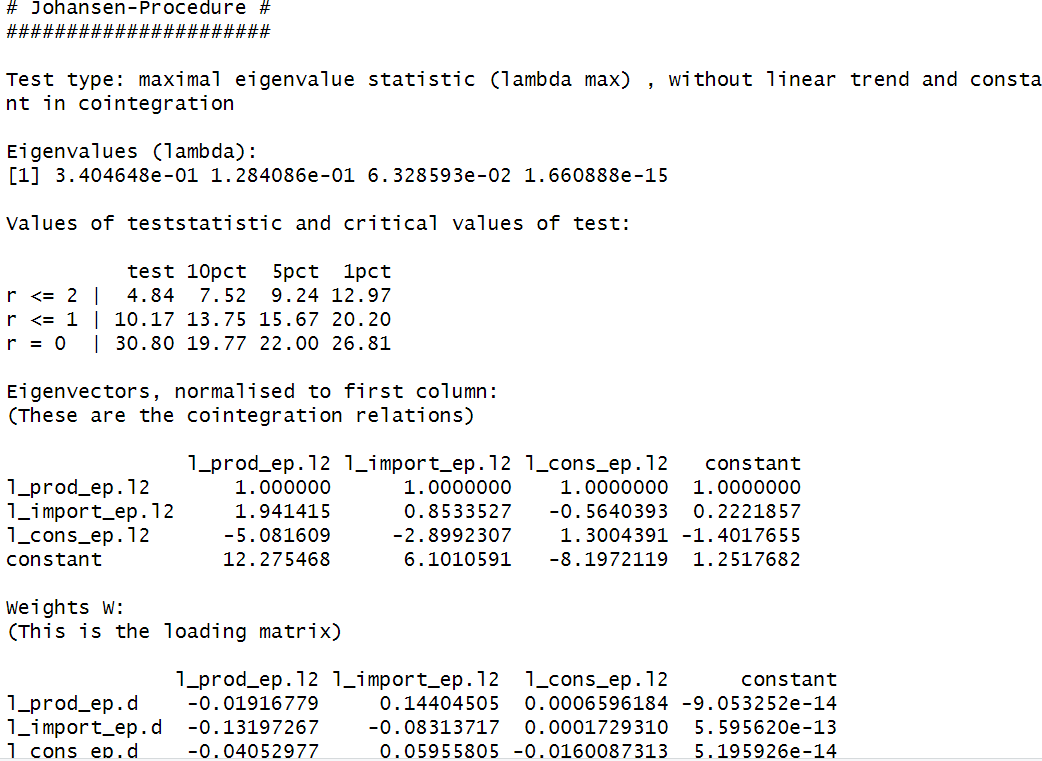 # Johansen-Procedure #
######################
Test type: maximal eigenvalue statistic (lambda max) , without linear trend and consta
nt in cointegration
Eigenvalues (lambda):
[1] 3.404648e-01 1.284086e-01 6.328593e-02 1.660888e-15
Values of teststatistic and critical values of test:
test 10pct 5pct 1pct
r <= 2 | 4.84 7.52 9.24 12.97
r <= 1 | 10.17 13.75 15.67 20.20
r = 0 | 30.80 19.77 22.00 26.81
Eigenvectors, normalised to first column:
(These are the cointegration relations)
l_prod_ep.l2 l_import_ep.l2 l_cons_ep.l2 constant
l_prod_ep.l2 1.000000 1.0000000 1.0000000 1.0000000
l_import_ep.l2 1.941415 0.8533527 -0.5640393 0.2221857
l_cons_ep.l2 -5.081609 -2.8992307 1.3004391 -1.4017655
constant 12.275468 6.1010591 -8.1972119 1.2517682
Weights W:
(This is the loading matrix)
l_prod_ep.l2 l_import_ep.l2 l_cons_ep.l2 constant
l_prod_ep.d -0.01916779 0.14404505 0.0006596184 -9.053252e-14
l_import_ep.d -0.13197267 -0.08313717 0.0001729310 5.595620e-13
l_cons_ep.d -0.04052977 0.05955805 -0.0160087313 5.195926e-14